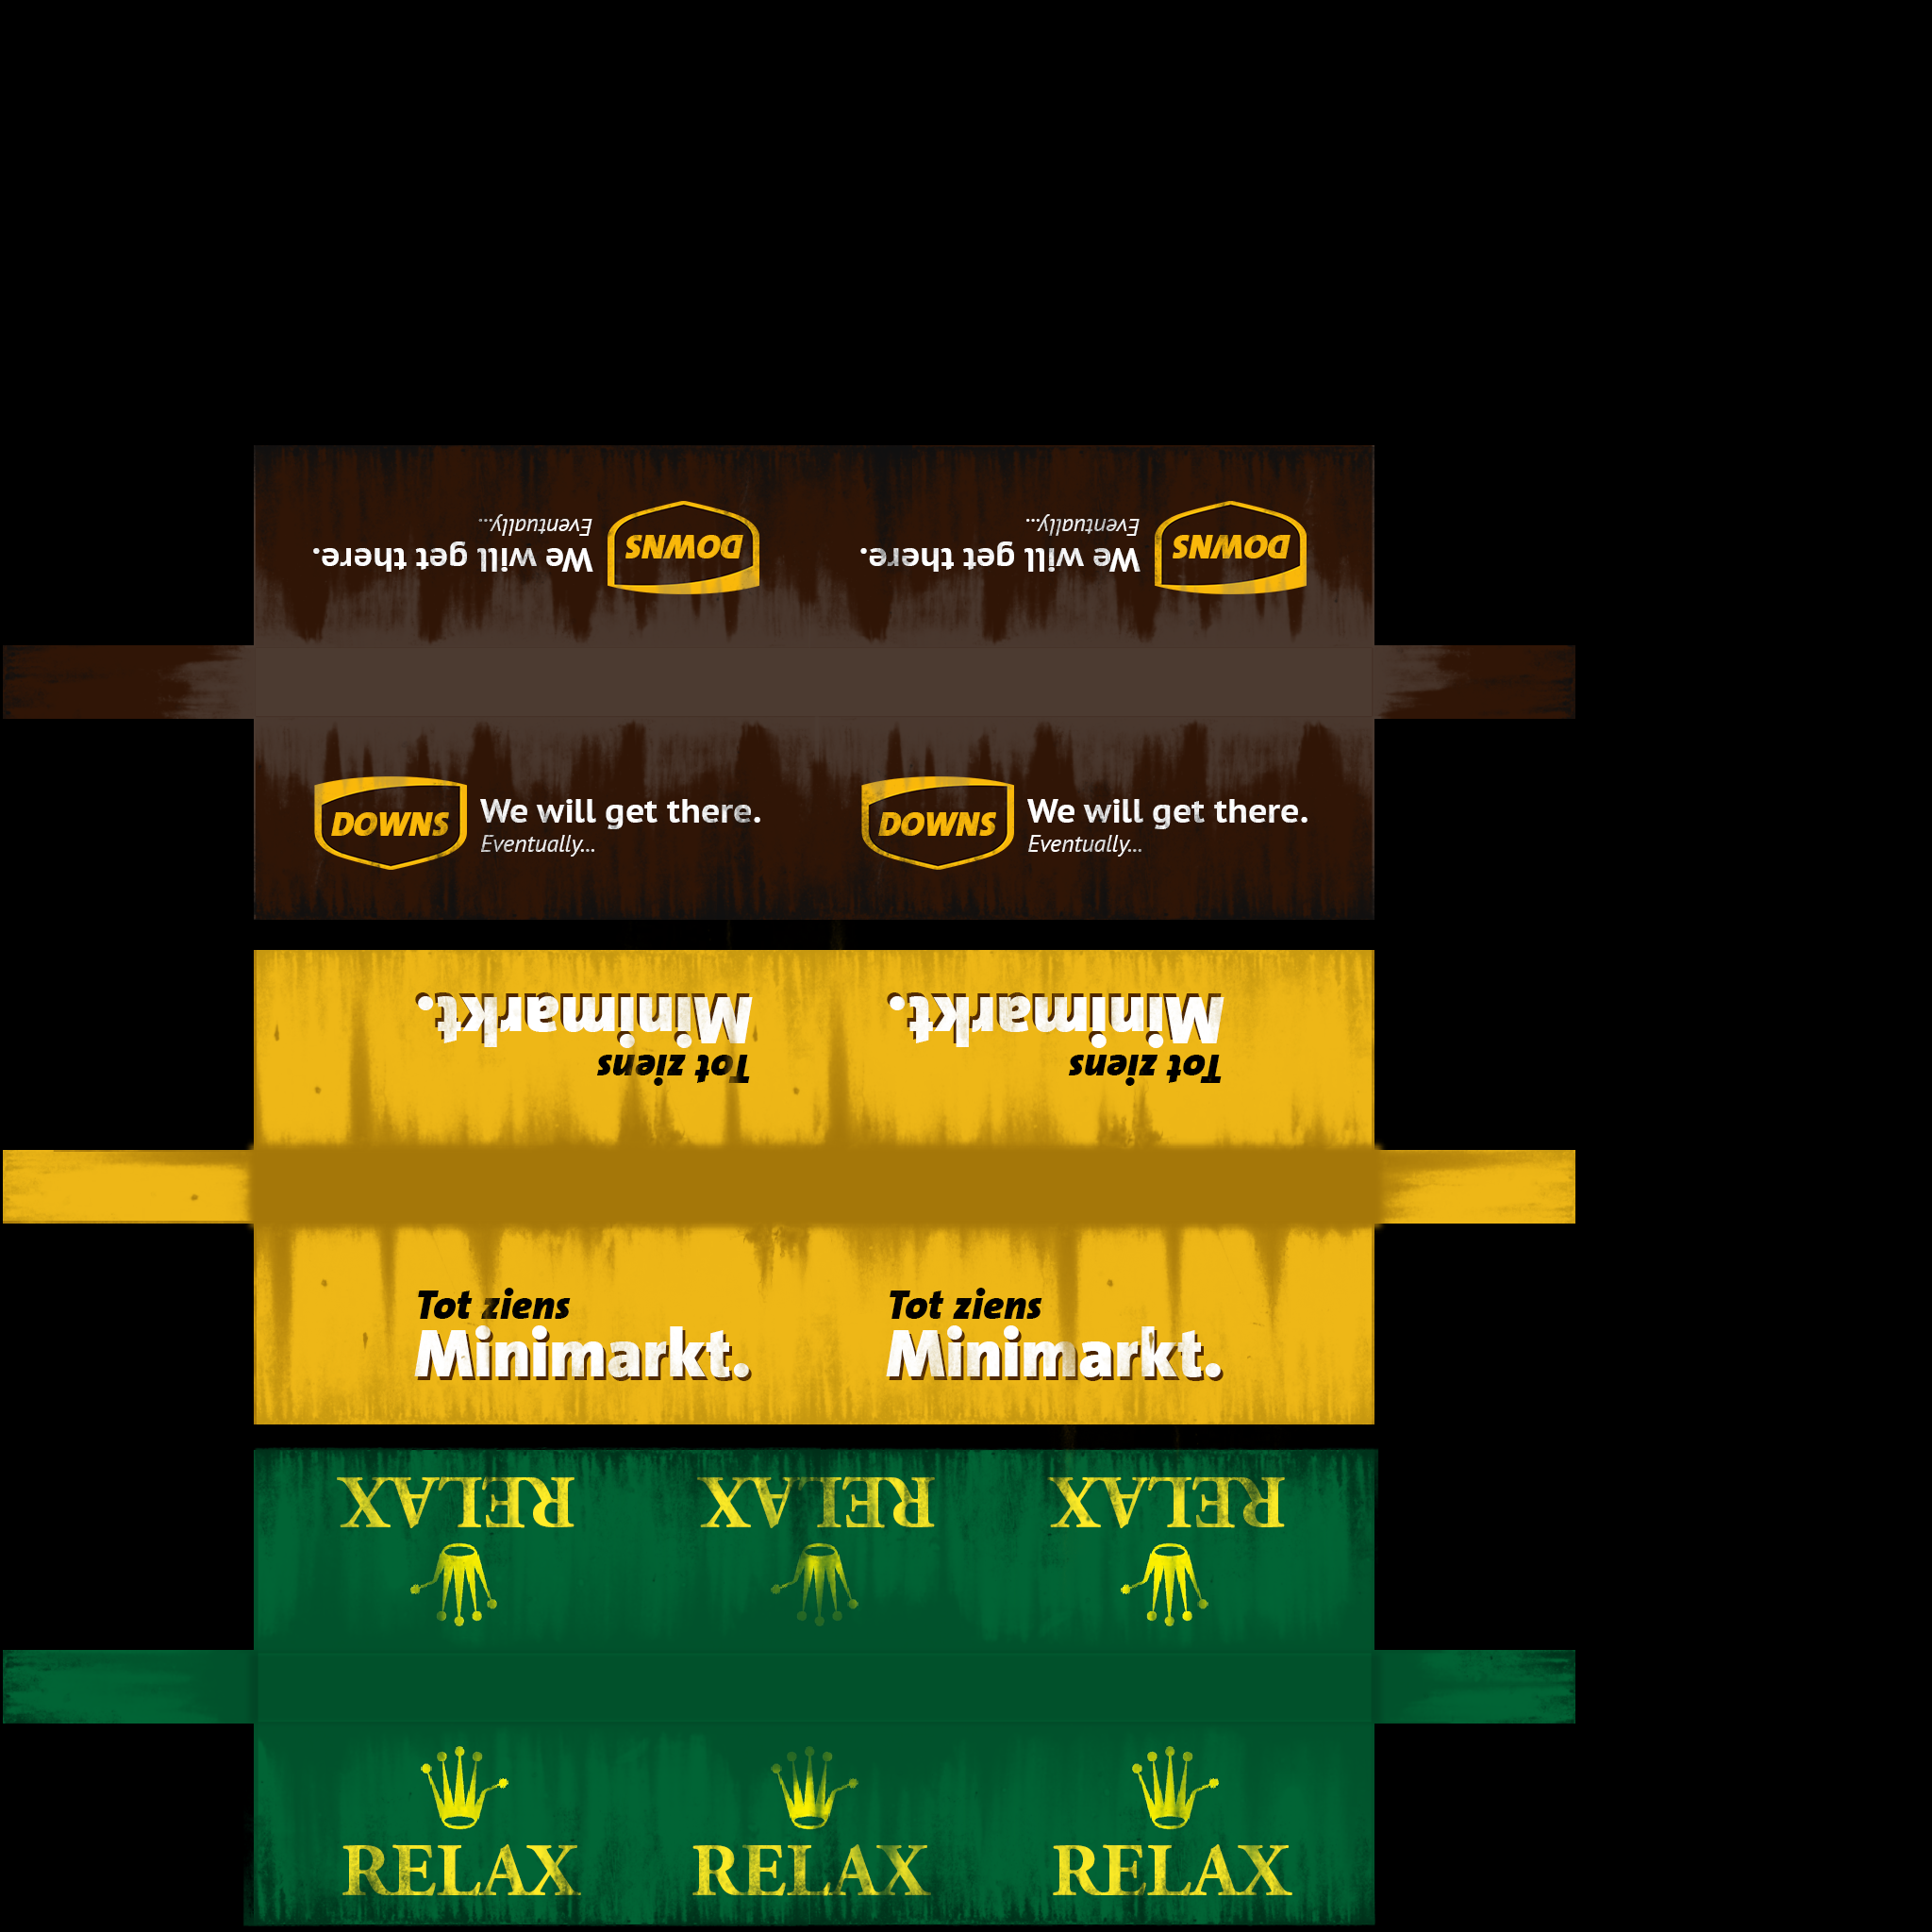 Eventually...
We will get there.
DOWNS
Eventually...
We will get there.
DOWNS
DOWNS
We will get there.
Eventually...
DOWNS
We will get there.
Eventually...
Minimarkt.
Minimarkt.
Tot ziens
Tot ziens
Tot ziens
Tot ziens
Minimarkt.
Minimarkt.
RELAX
RELAX
RELAX
RELAX
RELAX
RELAX